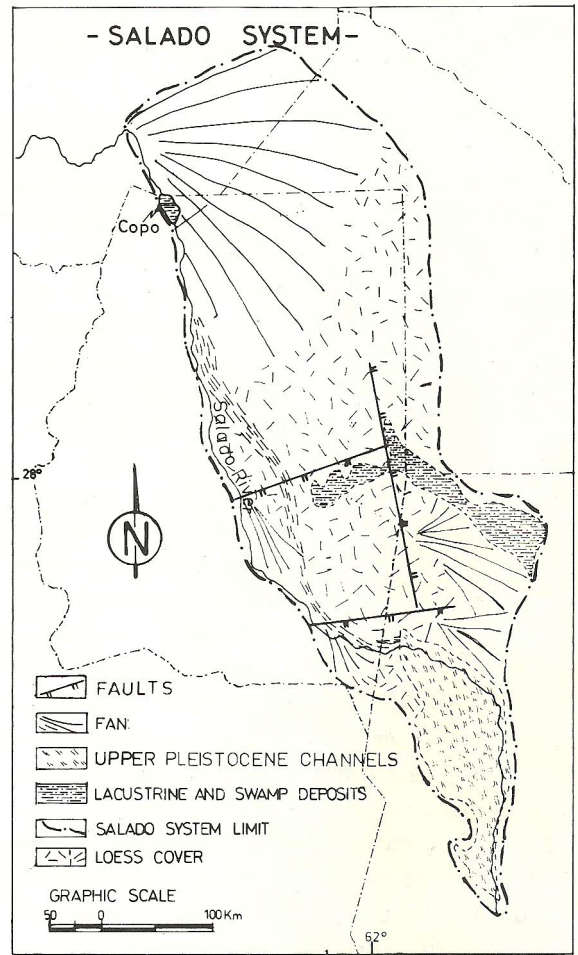 - SALADO SYSTEM -
Copo
Salado River
28°
N
FAULTS
FAN
UPPER PLEISTOCENE CHANNELS
LACUSTRINE AND SWAMP DEPOSITS
SALADO SYSTEM LIMIT
LOESS COVER
GRAPHIC SCALE
50 0 100 Km
62°